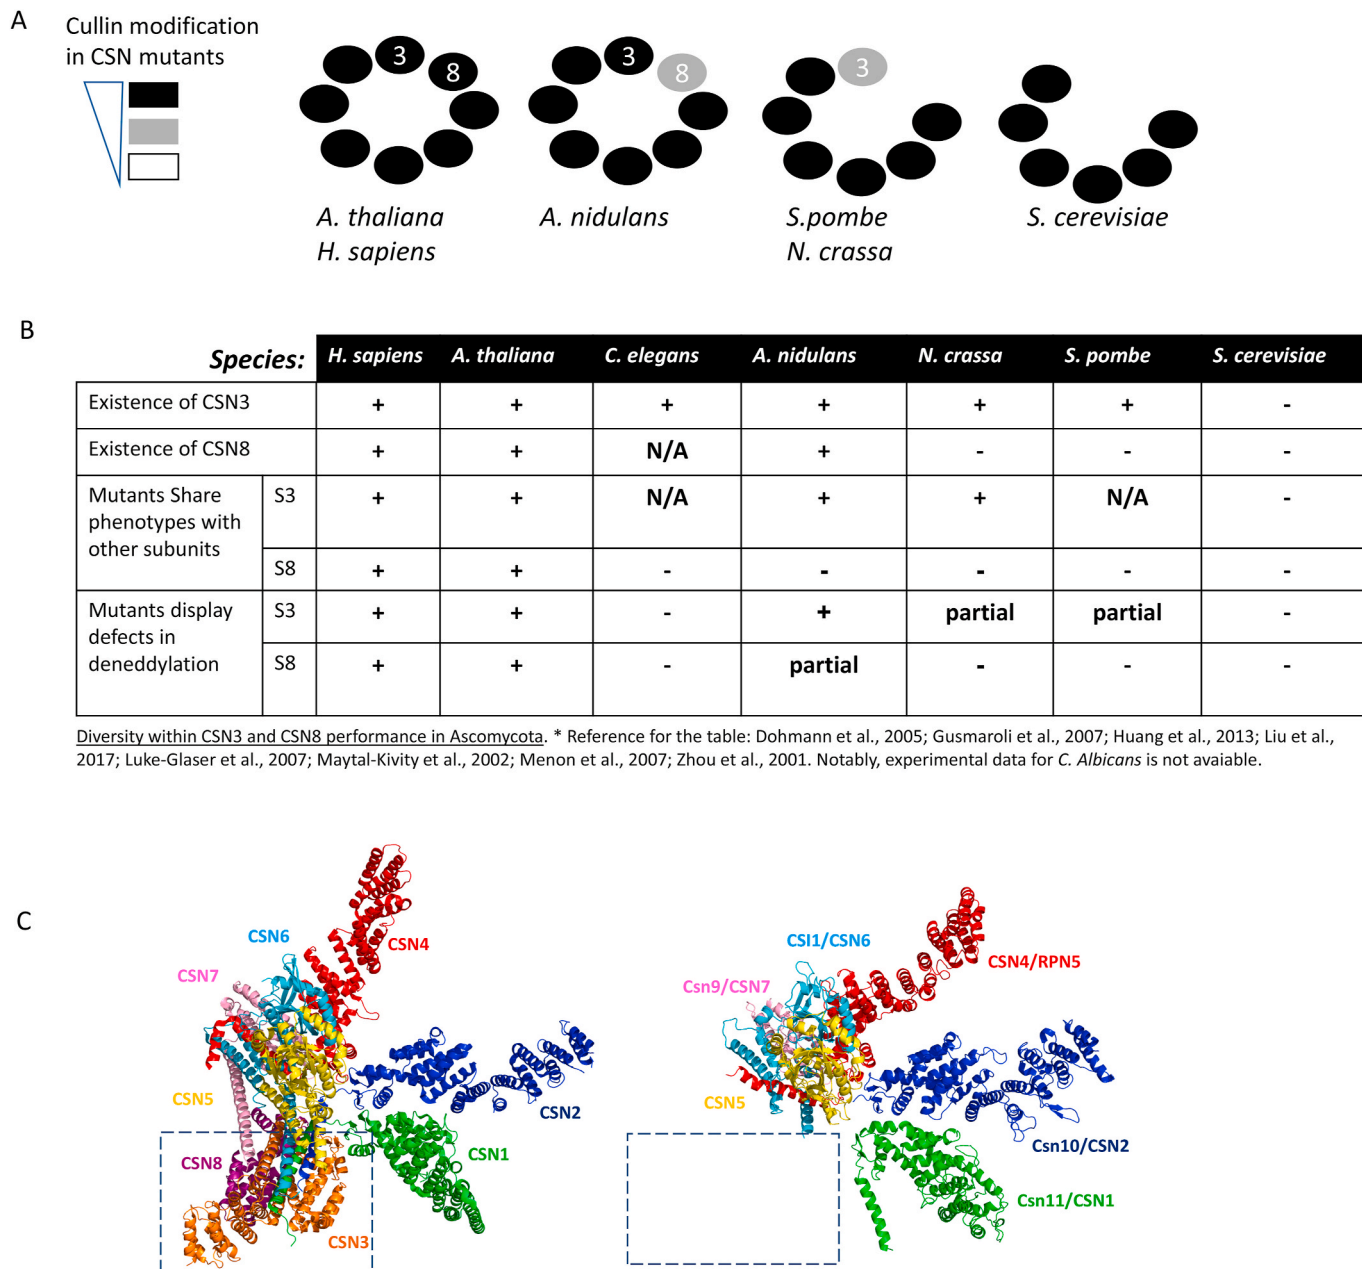 A
Cullin modification
in CSN mutants
3
8
3
8
3
A. thaliana
H. sapiens
A. nidulans
S.pombe
N. crassa
S. cerevisiae
B
Species: H. sapiens A. thaliana C. elegans A. nidulans N. crassa S. pombe S. cerevisiae
Existence of CSN3 + + + + + + -
Existence of CSN8 + + N/A + - - -
Mutants Share
phenotypes with
other subunits
S3 + + N/A + + N/A -
S8 + + - - - - -
Mutants display
defects in
deneddylation
S3 + + - + partial partial -
S8 + + - partial - - -
Diversity within CSN3 and CSN8 performance in Ascomycota. * Reference for the table: Dohmann et al., 2005; Gusmaroli et al., 2007; Huang et al., 2013; Liu et al.,
2017; Luke-Glaser et al., 2007; Maytal-Kivity et al., 2002; Menon et al., 2007; Zhou et al., 2001. Notably, experimental data for C. Albicans is not avaiable.
C
CSN6
CSN4
CSN7
CSN5
CSN2
CSN8
CSN1
CSN3
CSI1/CSN6
CSN4/RPN5
Csn9/CSN7
CSN5
Csn10/CSN2
Csn11/CSN1